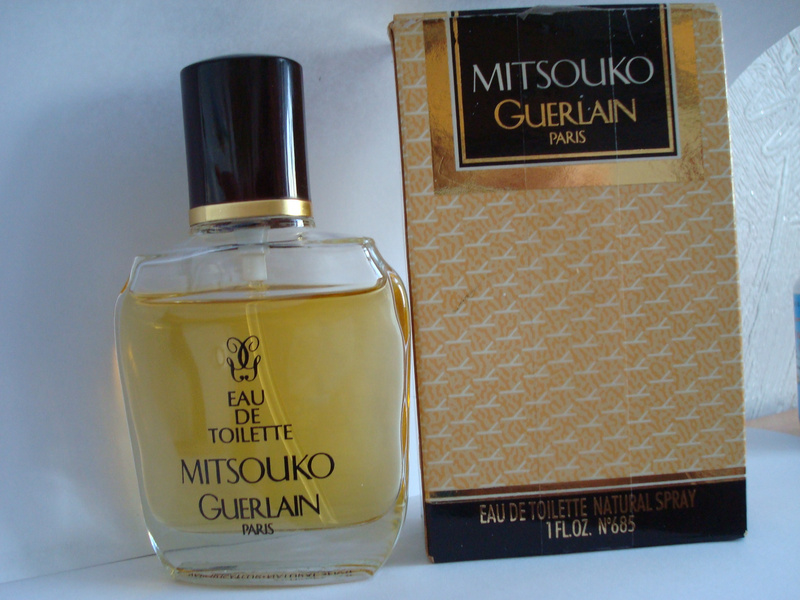 EAU
DE
TOILETTE
MITSOUKO
GUERLAIN
PARIS
MITSOUKO
GUERLAIN
PARIS
EAU DE TOILETTE NATURAL SPRAY
1 FL.OZ. N°685